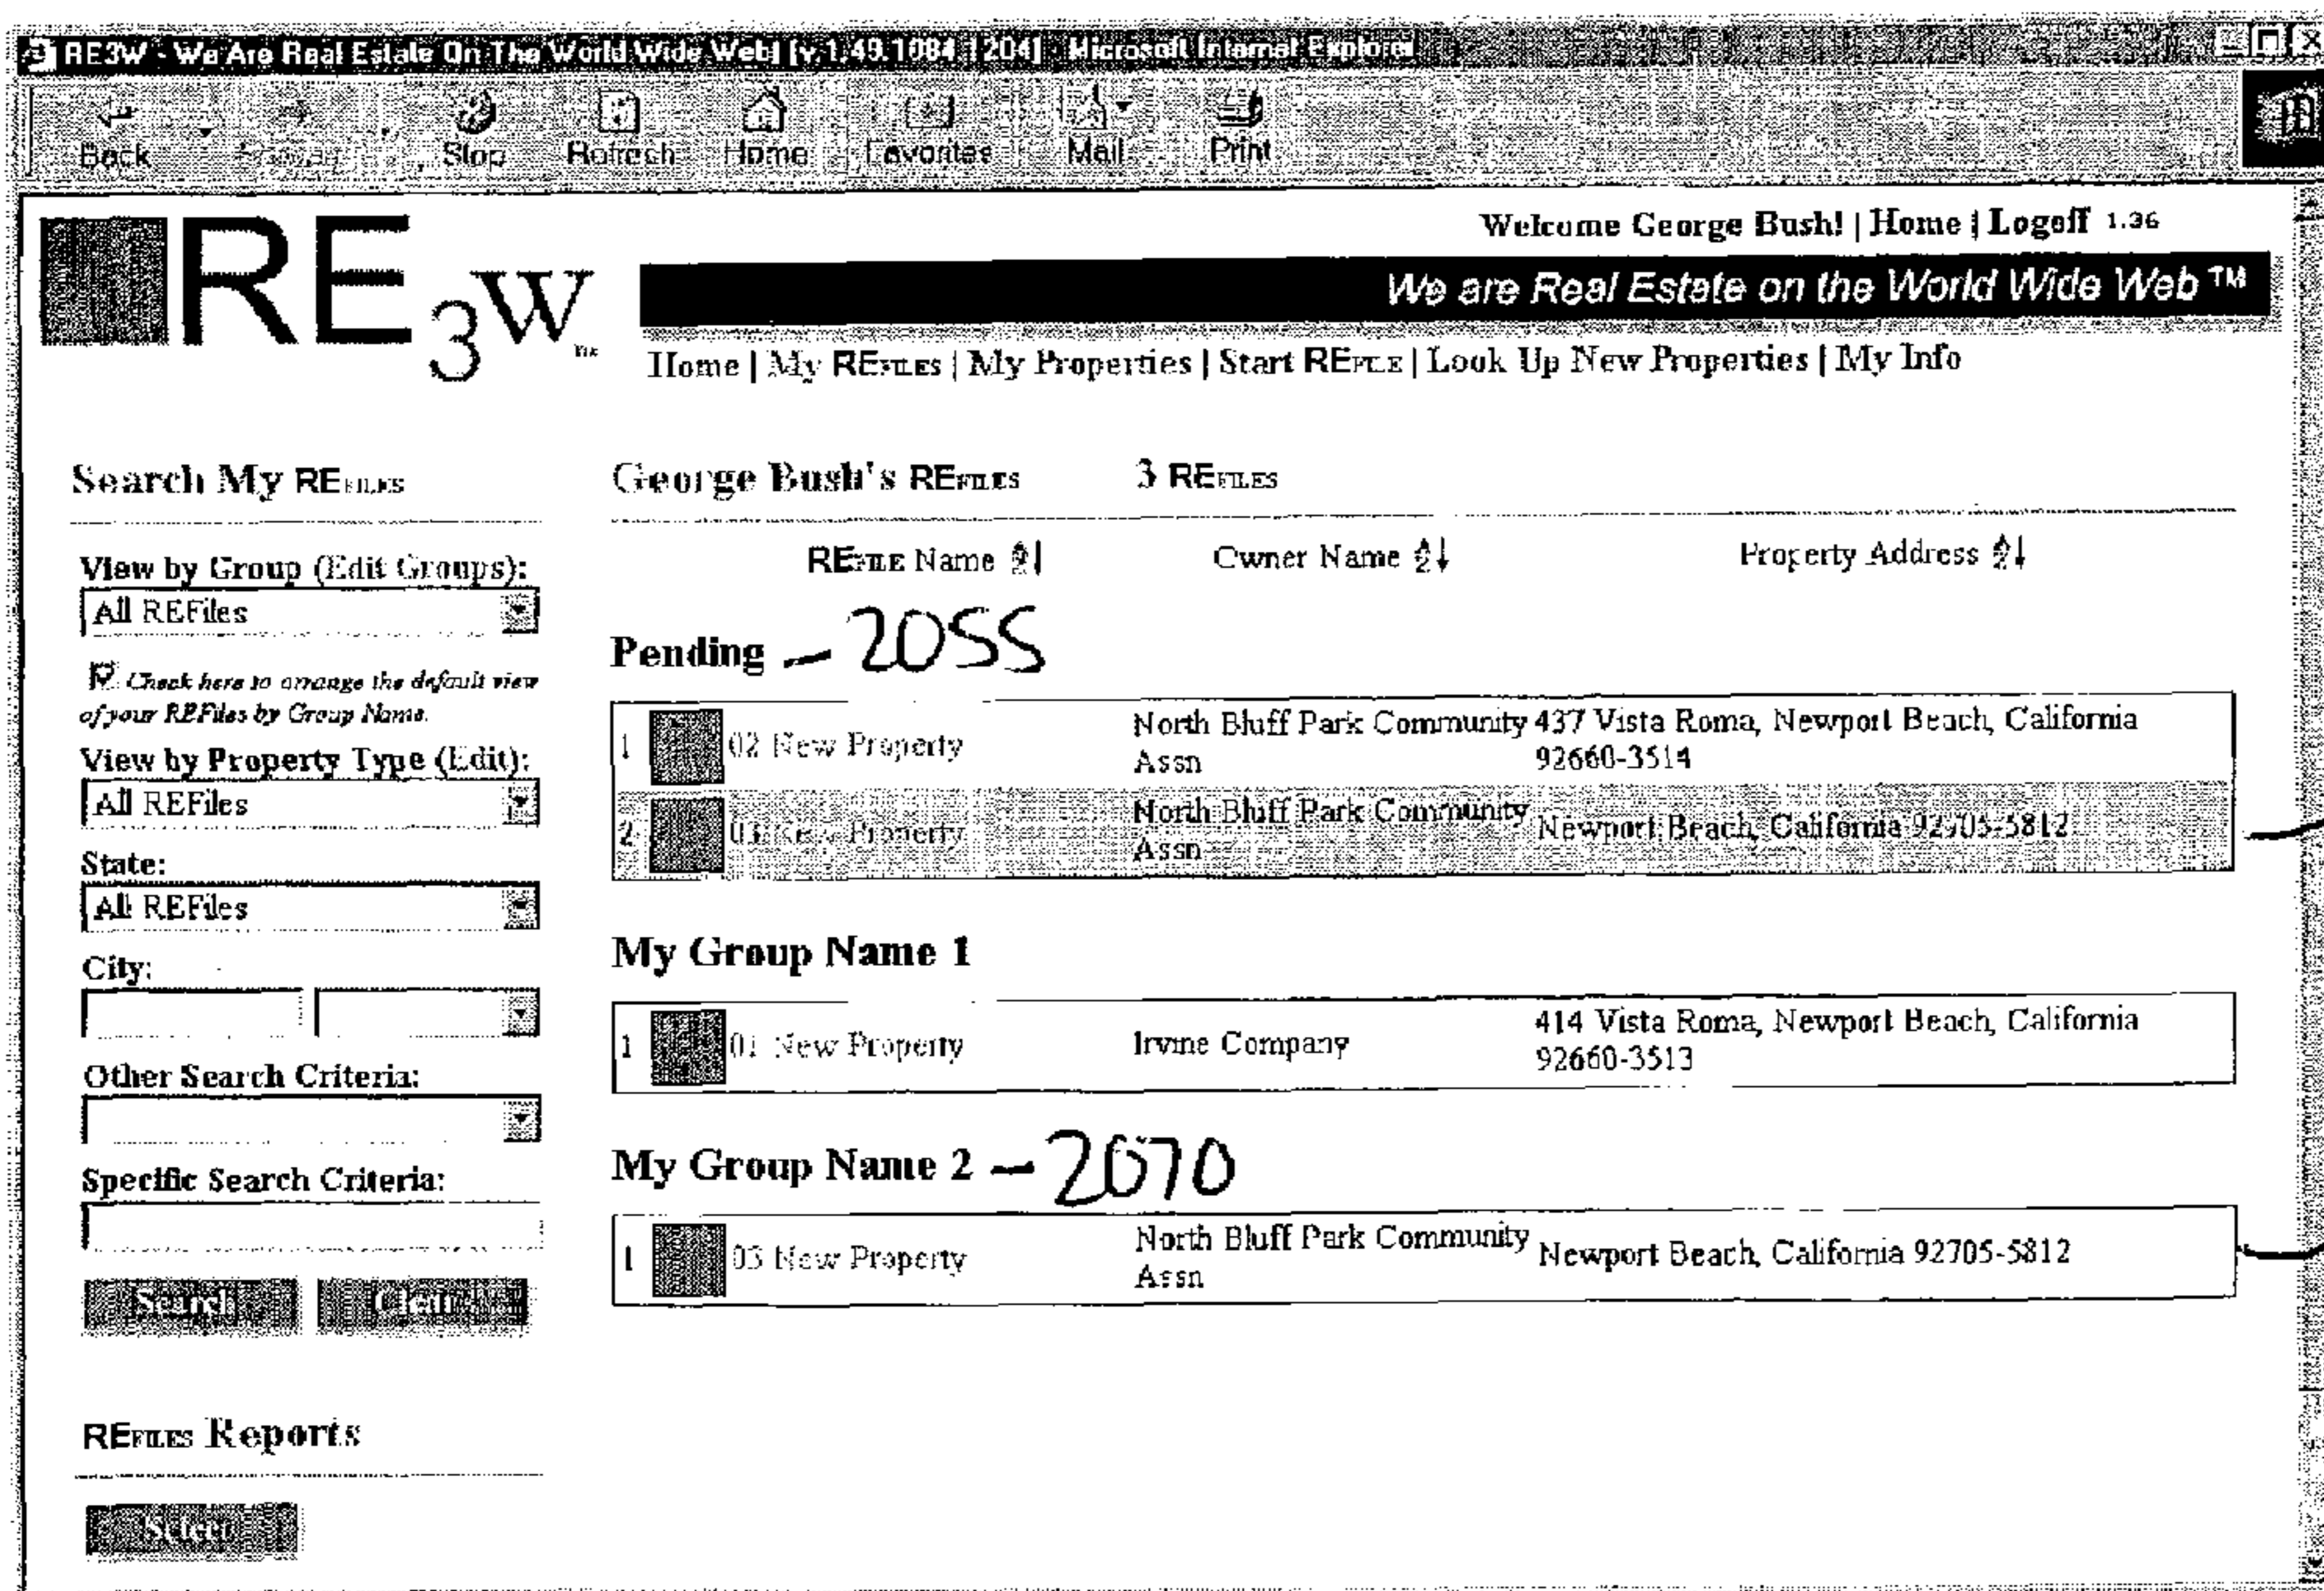 RE3W - We Are Real Estate On The World Wide Web! [v.1.49.1084] [204] - Microsoft Internet Explorer
Back Forward Stop Refresh Home Favorites Mail Print
Welcome George Bush! | Home | Logoff 1.36
RE3W TM
We are Real Estate on the World Wide Web TM
Home | My REFILES | My Properties | Start REFILE | Look Up New Properties | My Info
Search My REFILES
George Bush's REFILES 3 REFILES
REFILE Name Owner Name Property Address
View by Group (Edit Groups):
All REFiles
Check here to arrange the default view
of your REFiles by Group Name.
View by Property Type (Edit):
All REFiles
State:
All REFiles
City:
Other Search Criteria:
Specific Search Criteria:
Search Clear
REFILES Reports
Select
Pending - 2055
1 02 New Property North Bluff Park Community 437 Vista Roma, Newport Beach, California
Assn 92660-3514
2 03 New Property North Bluff Park Community Newport Beach, California 92705-5812
Assn
My Group Name 1
1 01 New Property Irvine Company 414 Vista Roma, Newport Beach, California
92660-3513
My Group Name 2 - 2070
1 03 New Property North Bluff Park Community Newport Beach, California 92705-5812
Assn